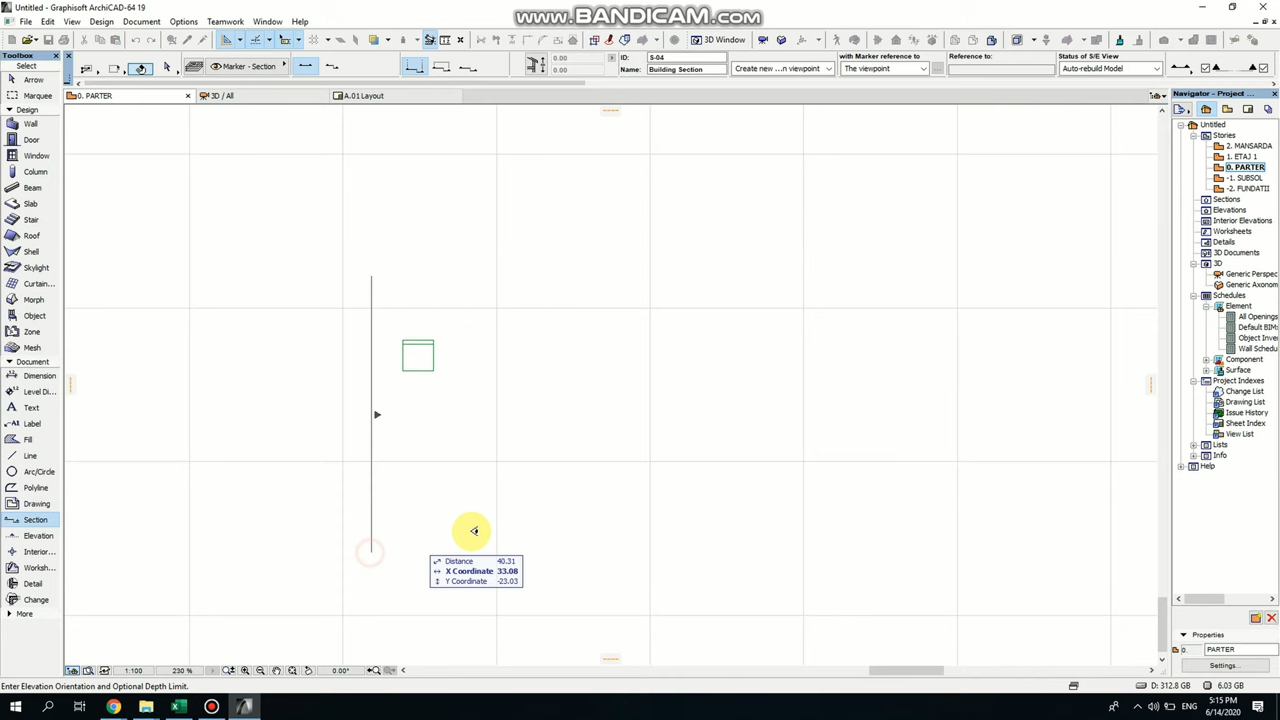 Untitled - Graphisoft ArchiCAD-64 19
www.BANDICAM.com
File Edit View Design Document Options Teamwork Window Help
3D Window
Toolbox
Select
Arrow
Marquee
Design
Wall
Door
Window
Column
Beam
Slab
Stair
Roof
Shell
Skylight
Curtain...
Morph
Object
Zone
Mesh
Document
Dimension
Level Di...
Text
A1 Label
Fill
Line
Arc/Circle
Polyline
Drawing
Section
Elevation
Interior...
Worksh...
Detail
Change
More
Marker - Section
0.00
0.00
ID: S-04
Name: Building Section
with Marker reference to
Create new ...n viewpoint
The viewpoint
Reference to:
Status of S/E View
Auto-rebuild Model
0. PARTER
3D / All
A.01 Layout
Distance 40.31
X Coordinate 33.08
Y Coordinate -23.03
Navigator - Project ...
Untitled
Stories
2. MANSARDA
1. ETAJ 1
0. PARTER
-1. SUBSOL
-2. FUNDATII
Sections
Elevations
Interior Elevations
Worksheets
Details
3D Documents
3D
Generic Perspec
Generic Axonom
Schedules
Element
All Openings
Default BIM
Object Inver
Wall Schedu
Component
Surface
Project Indexes
Change List
Drawing List
Issue History
Sheet Index
View List
Lists
Info
Help
Properties
0. PARTER
Settings...
1:100 230 % 0.00°
Enter Elevation Orientation and Optional Depth Limit.
D: 312.8 GB 6.03 GB
ENG
5:15 PM
6/14/2020